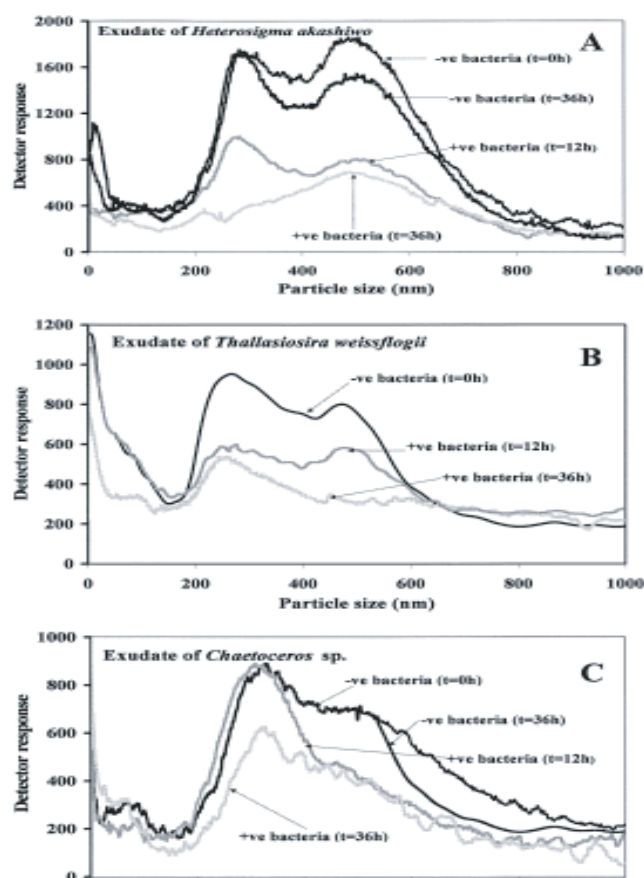 Exudate of Heterosigma akashiwo
A
2000
1600
1200
800
400
0
Detector response
-ve bacteria (t=0h)
-ve bacteria (t=36h)
+ve bacteria (t=12h)
+ve bacteria (t=36h)
0 200 400 600 800 1000
Particle size (nm)
Exudate of Thallasiosira weissflogii
B
1200
1000
800
600
400
200
0
Detector response
-ve bacteria (t=0h)
+ve bacteria (t=12h)
+ve bacteria (t=36h)
0 200 400 600 800 1000
Particle size (nm)
Exudate of Chaetoceros sp.
C
1000
800
600
400
200
0
Detector response
-ve bacteria (t=0h)
-ve bacteria (t=36h)
+ve bacteria (t=12h)
+ve bacteria (t=36h)